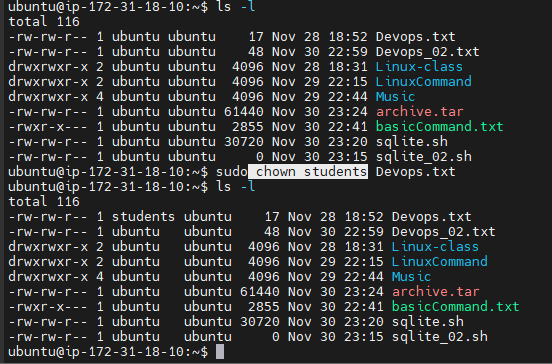 ubuntu@ip-172-31-18-10:~$ ls -l
total 116
-rw-rw-r-- 1 ubuntu ubuntu    17 Nov 28 18:52 Devops.txt
-rw-rw-r-- 1 ubuntu ubuntu    48 Nov 30 22:59 Devops_02.txt
drwxrwxr-x 2 ubuntu ubuntu  4096 Nov 28 18:31 Linux-class
drwxrwxr-x 2 ubuntu ubuntu  4096 Nov 29 22:15 LinuxCommand
drwxrwxr-x 4 ubuntu ubuntu  4096 Nov 29 22:44 Music
-rw-rw-r-- 1 ubuntu ubuntu 61440 Nov 30 23:24 archive.tar
-rwxr-x--- 1 ubuntu ubuntu  2855 Nov 30 22:41 basicCommand.txt
-rw-rw-r-- 1 ubuntu ubuntu 30720 Nov 30 23:20 sqlite.sh
-rw-rw-r-- 1 ubuntu ubuntu     0 Nov 30 23:15 sqlite_02.sh
ubuntu@ip-172-31-18-10:~$ sudo chown students Devops.txt
ubuntu@ip-172-31-18-10:~$ ls -l
total 116
-rw-rw-r-- 1 students ubuntu    17 Nov 28 18:52 Devops.txt
-rw-rw-r-- 1 ubuntu   ubuntu    48 Nov 30 22:59 Devops_02.txt
drwxrwxr-x 2 ubuntu   ubuntu  4096 Nov 28 18:31 Linux-class
drwxrwxr-x 2 ubuntu   ubuntu  4096 Nov 29 22:15 LinuxCommand
drwxrwxr-x 4 ubuntu   ubuntu  4096 Nov 29 22:44 Music
-rw-rw-r-- 1 ubuntu   ubuntu 61440 Nov 30 23:24 archive.tar
-rwxr-x--- 1 ubuntu   ubuntu  2855 Nov 30 22:41 basicCommand.txt
-rw-rw-r-- 1 ubuntu   ubuntu 30720 Nov 30 23:20 sqlite.sh
-rw-rw-r-- 1 ubuntu   ubuntu     0 Nov 30 23:15 sqlite_02.sh
ubuntu@ip-172-31-18-10:~$